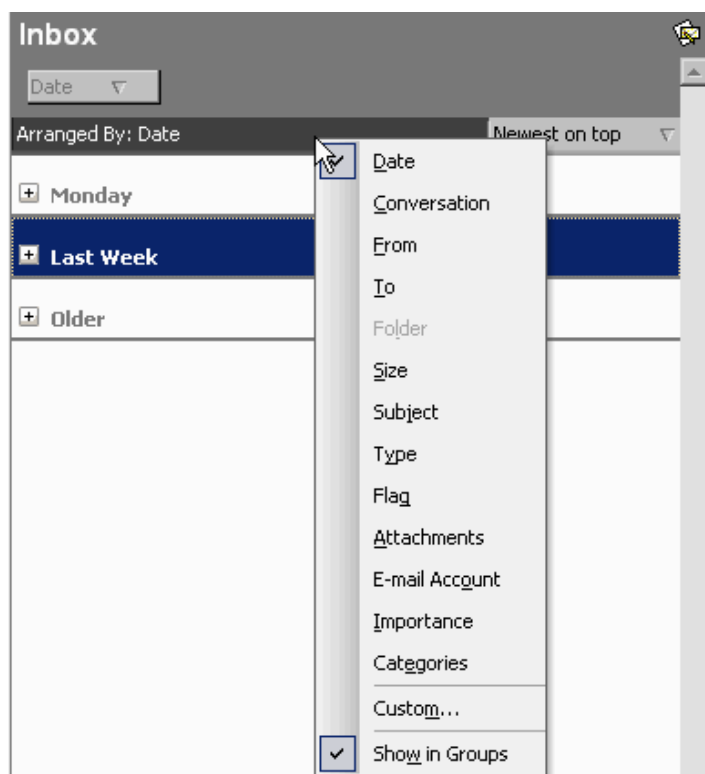 Inbox
Date
Arranged By: Date
Newest on top
Monday
Last Week
Older
Date
Conversation
From
To
Folder
Size
Subject
Type
Flag
Attachments
E-mail Account
Importance
Categories
Custom...
Show in Groups